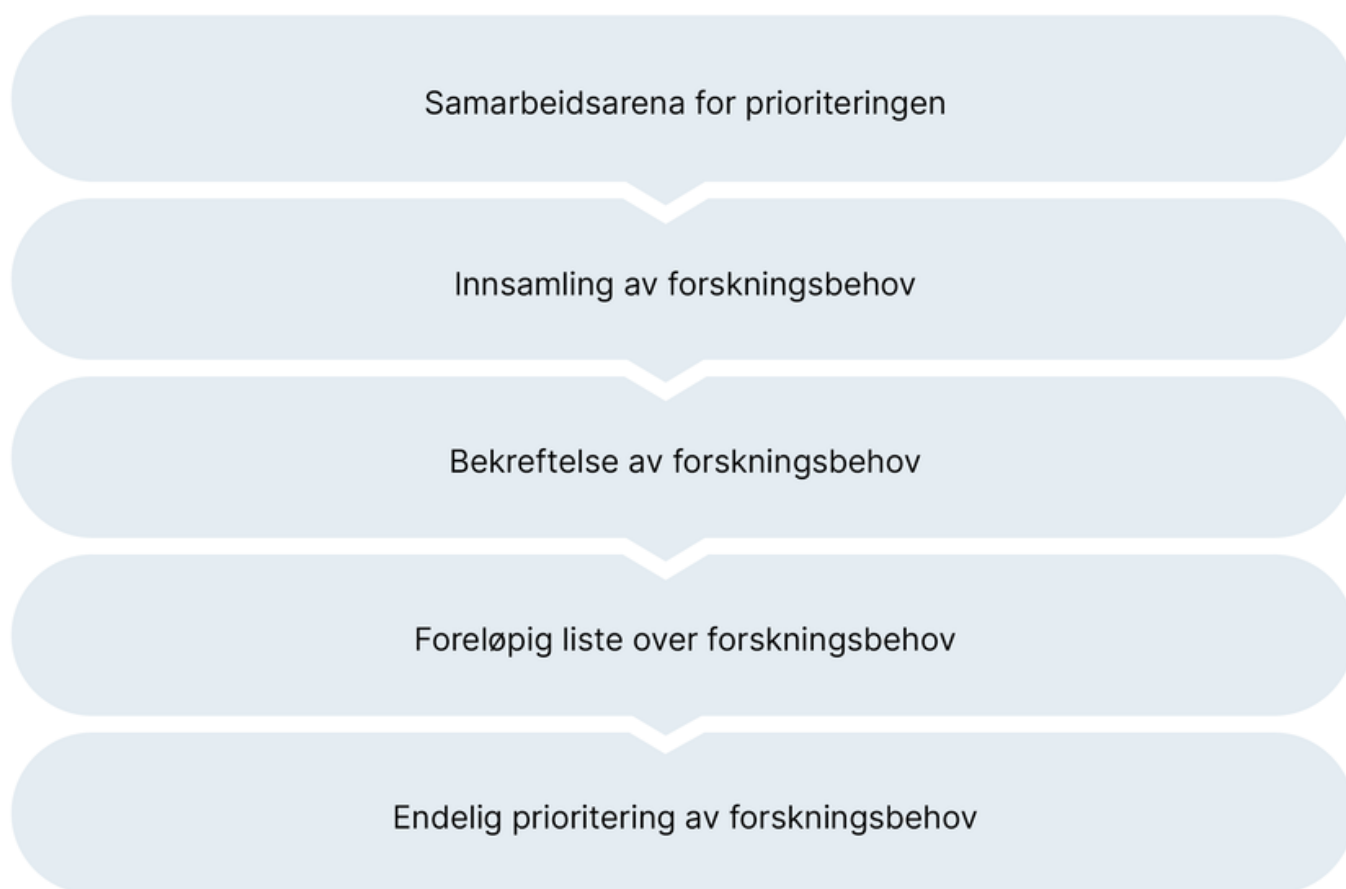 Samarbeidsarena for prioriteringen
Innsamling av forskningsbehov
Bekreftelse av forskningsbehov
Foreløpig liste over forskningsbehov
Endelig prioritering av forskningsbehov